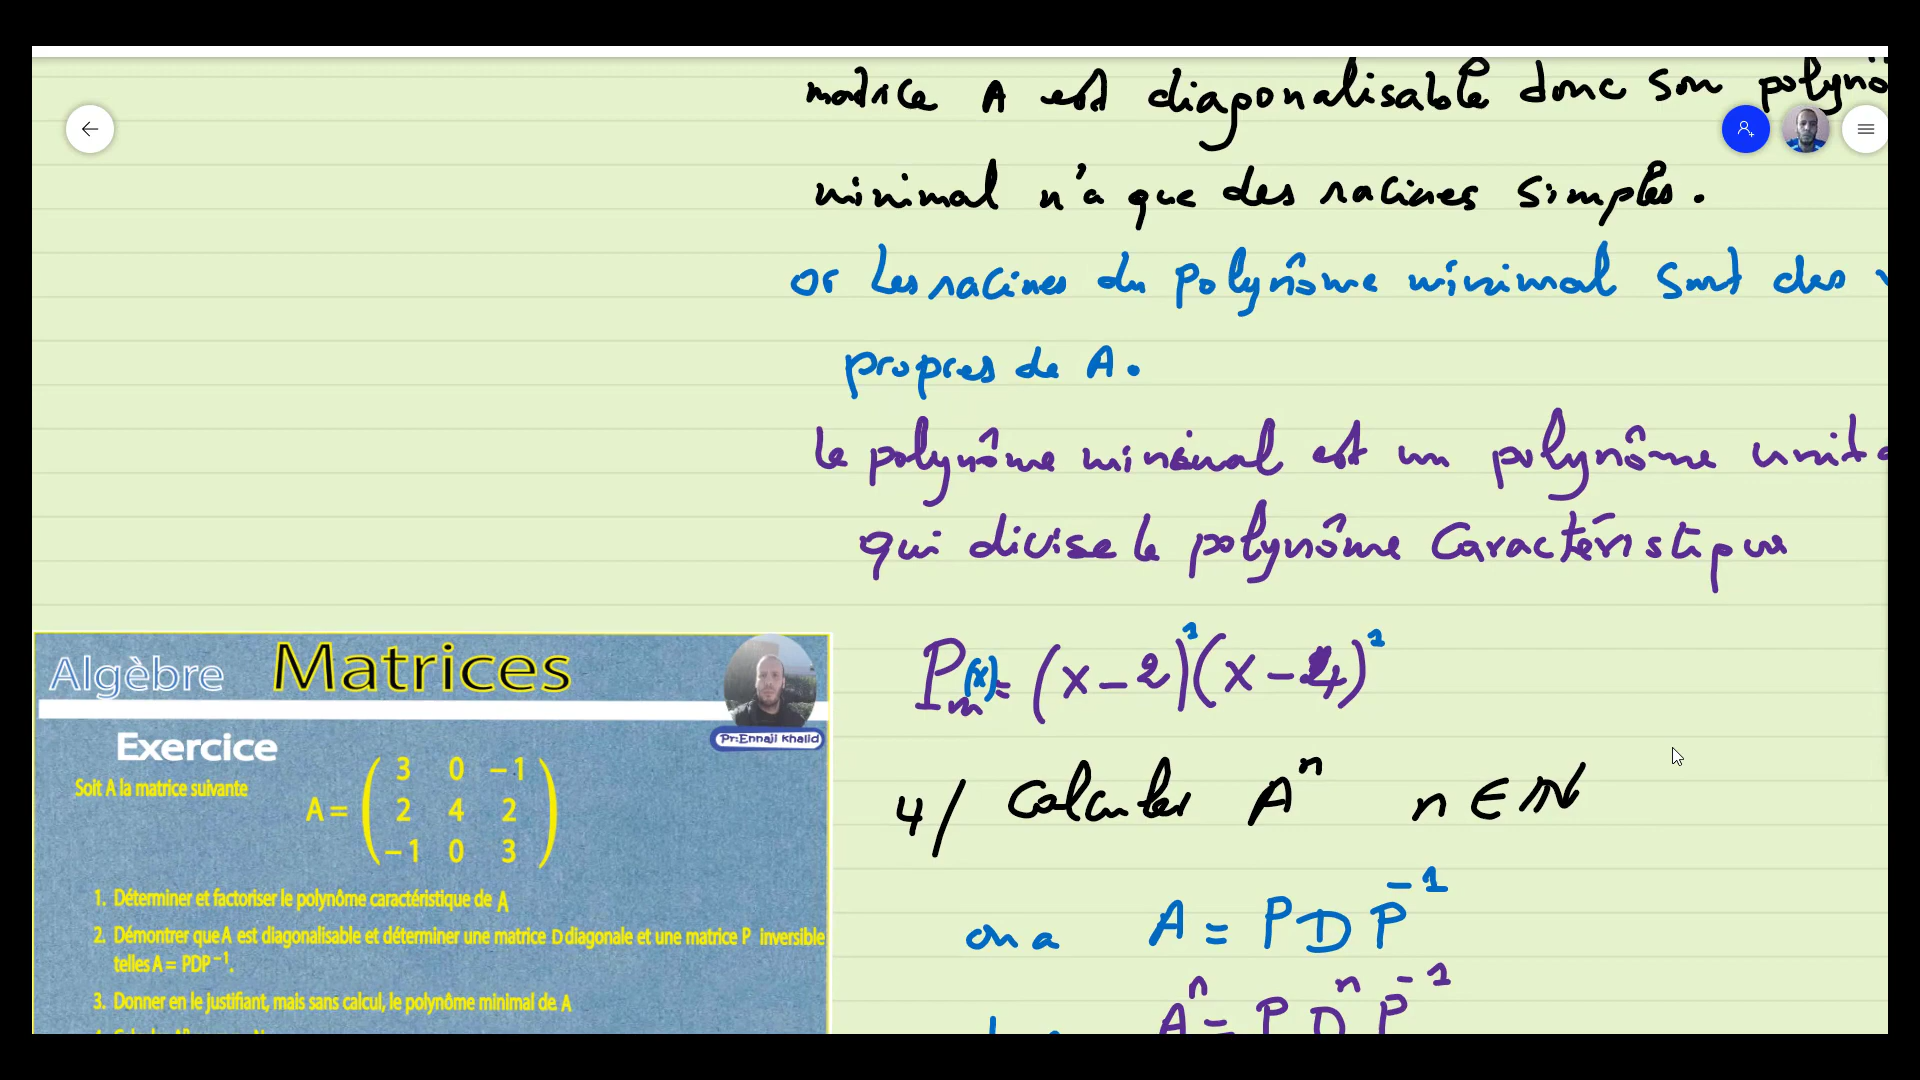 matrice A est diagonalisable donc son polynô
minimal n'a que des racines simples.
or les racines du polynôme minimal sont des
propres de A.
le polynôme minimal est un polynôme unita
qui divise le polynôme Caractéristique
Pm(x) = (x-2)¹(x-4)¹
4/ Calculer Aⁿ n ∈ ℕ
on a A = P D P⁻¹
Aⁿ = P Dⁿ P⁻¹
Algèbre Matrices
Pr:Ennaji khalid
Exercice
Soit A la matrice suivante
A = ( 3 0 −1
2 4 2
−1 0 3 )
1. Déterminer et factoriser le polynôme caractéristique de A
2. Démontrer que A est diagonalisable et déterminer une matrice D diagonale et une matrice P inversible
telles A = PDP⁻¹.
3. Donner en le justifiant, mais sans calcul, le polynôme minimal de A